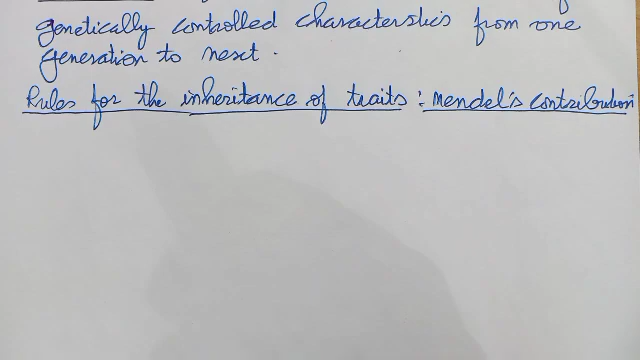 genetically controlled characterstics from one
generation to next.
Rules for the inheritance of traits : Mendel's contribution